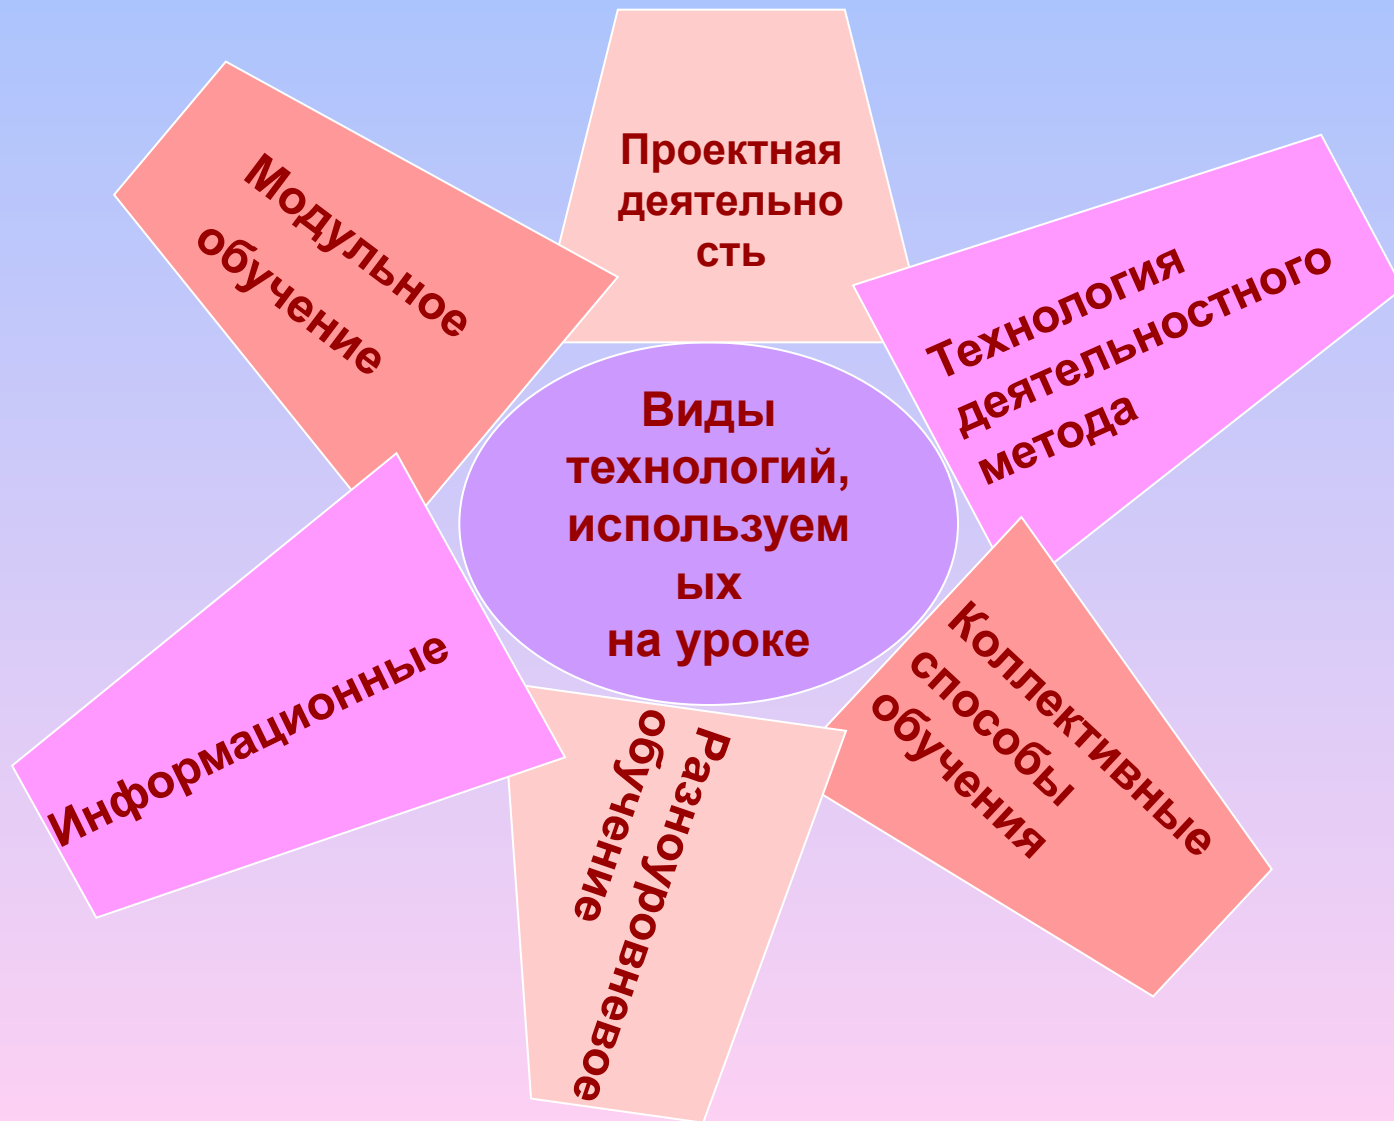 Проектная
деятельно
сть
Модульное
обучение
Технология
деятельностного
метода
Виды
технологий,
используем
ых
на уроке
Информационные
Коллективные
способы
обучения
Разноуровневое
обучение